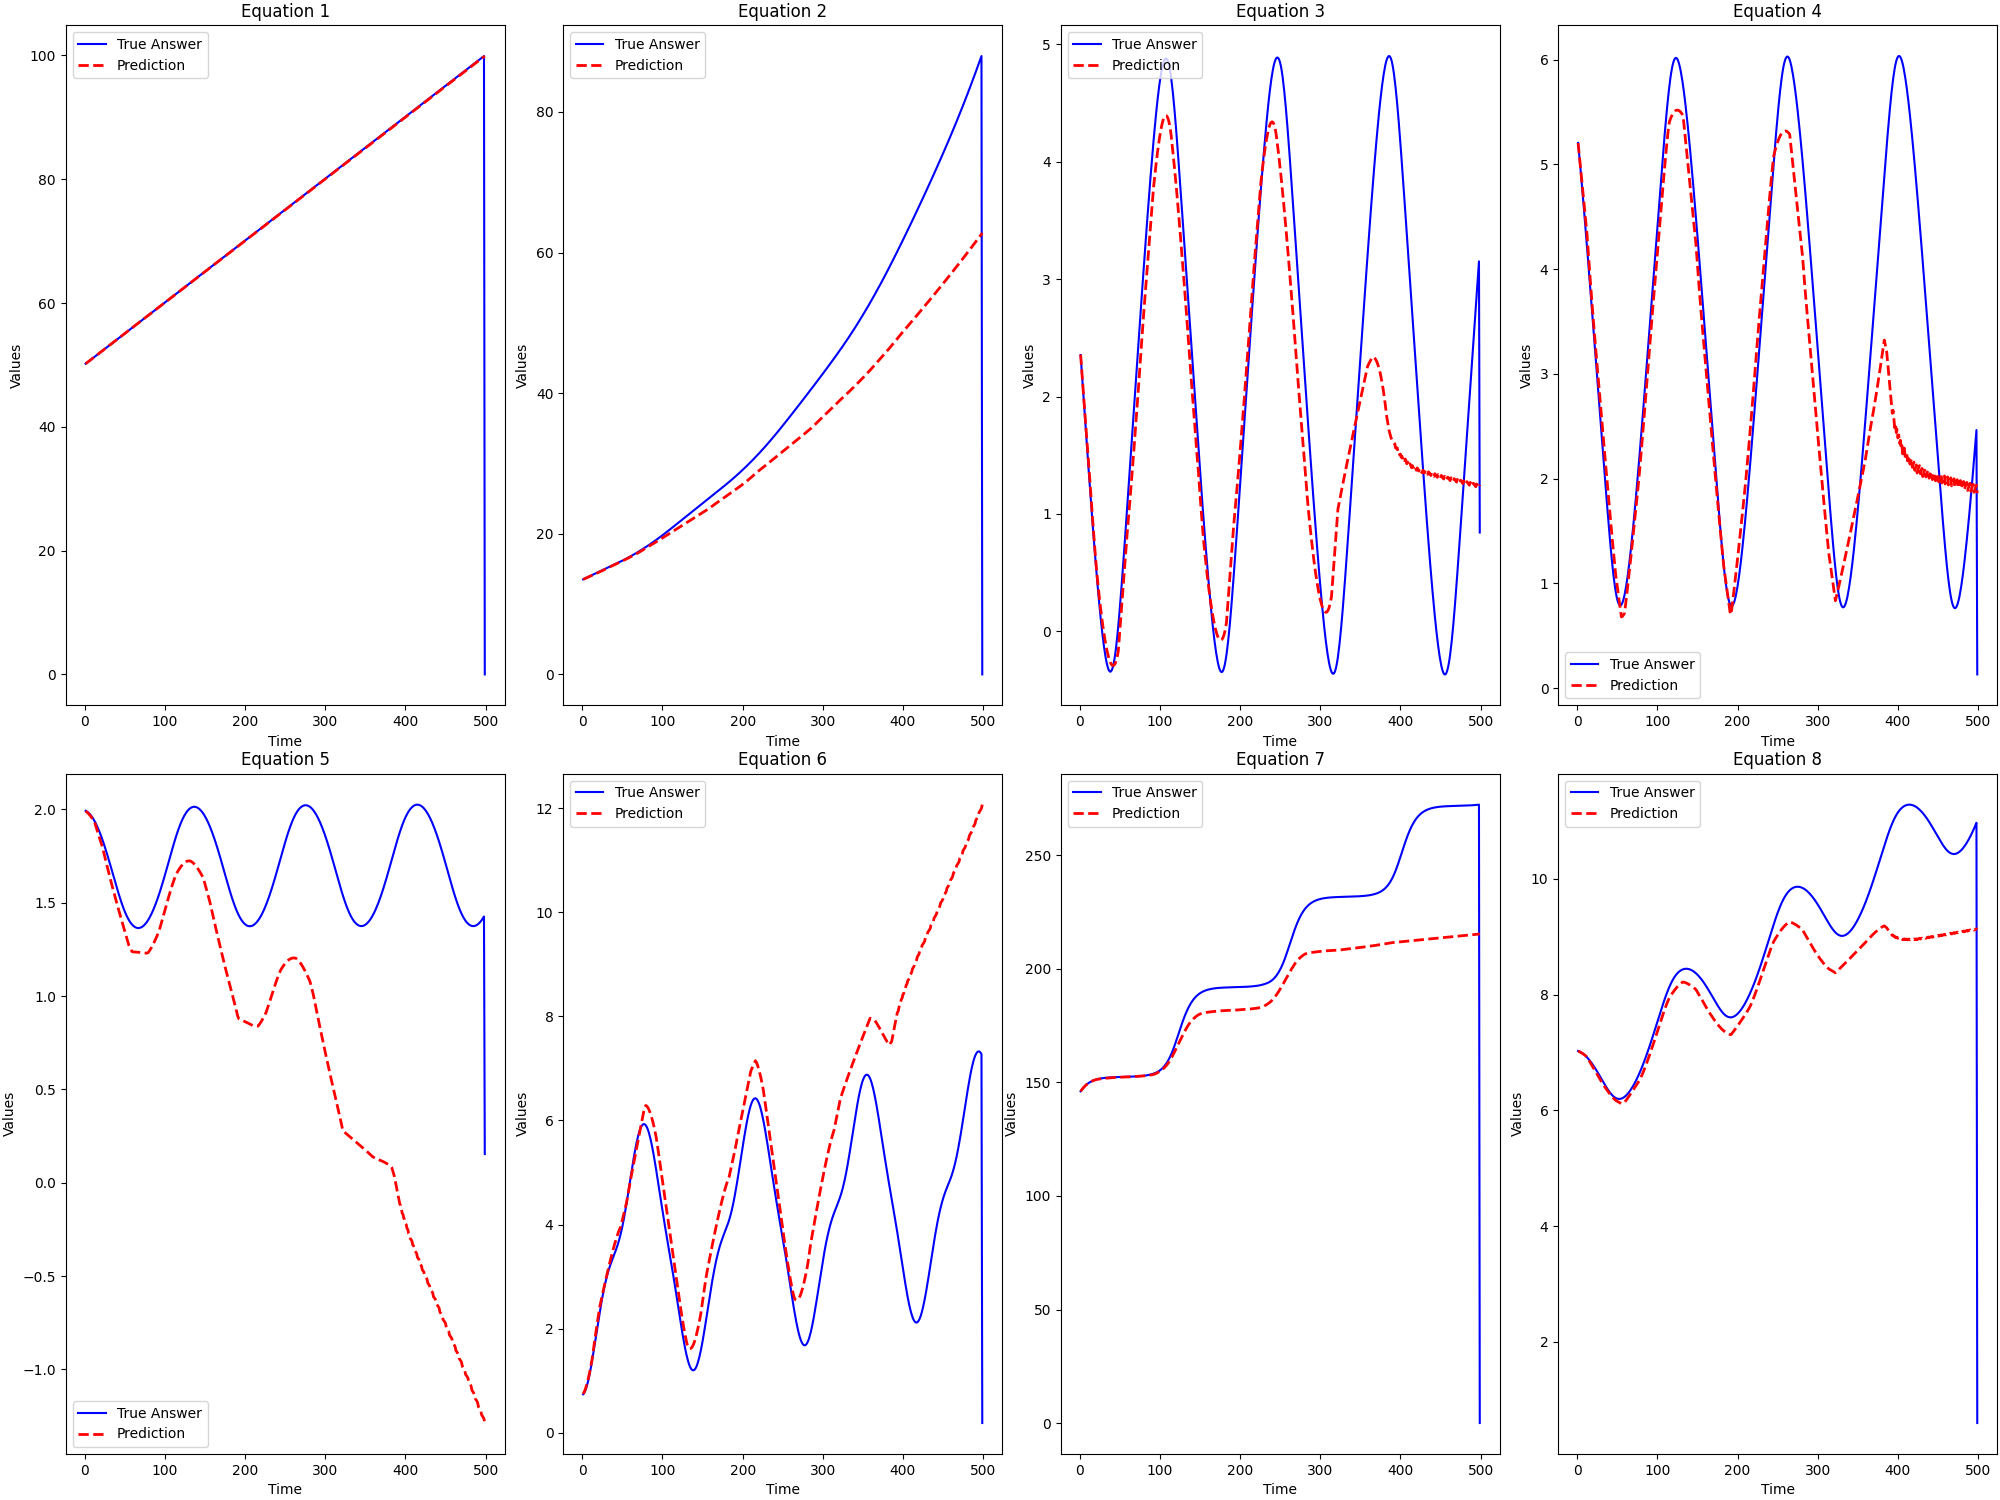 Equation 1
True Answer
Prediction
100
80
60
40
20
0
Values
0 100 200 300 400 500
Time
Equation 2
True Answer
Prediction
80
60
40
20
0
Values
0 100 200 300 400 500
Time
Equation 3
True Answer
Prediction
5
4
3
2
1
0
Values
0 100 200 300 400 500
Time
Equation 4
6
5
4
3
2
1
0
Values
True Answer
Prediction
0 100 200 300 400 500
Time
Equation 5
2.0
1.5
1.0
0.5
0.0
−0.5
−1.0
Values
True Answer
Prediction
0 100 200 300 400 500
Time
Equation 6
True Answer
Prediction
12
10
8
6
4
2
0
Values
0 100 200 300 400 500
Time
Equation 7
True Answer
Prediction
250
200
150
100
50
0
Values
0 100 200 300 400 500
Time
Equation 8
True Answer
Prediction
10
8
6
4
2
Values
0 100 200 300 400 500
Time